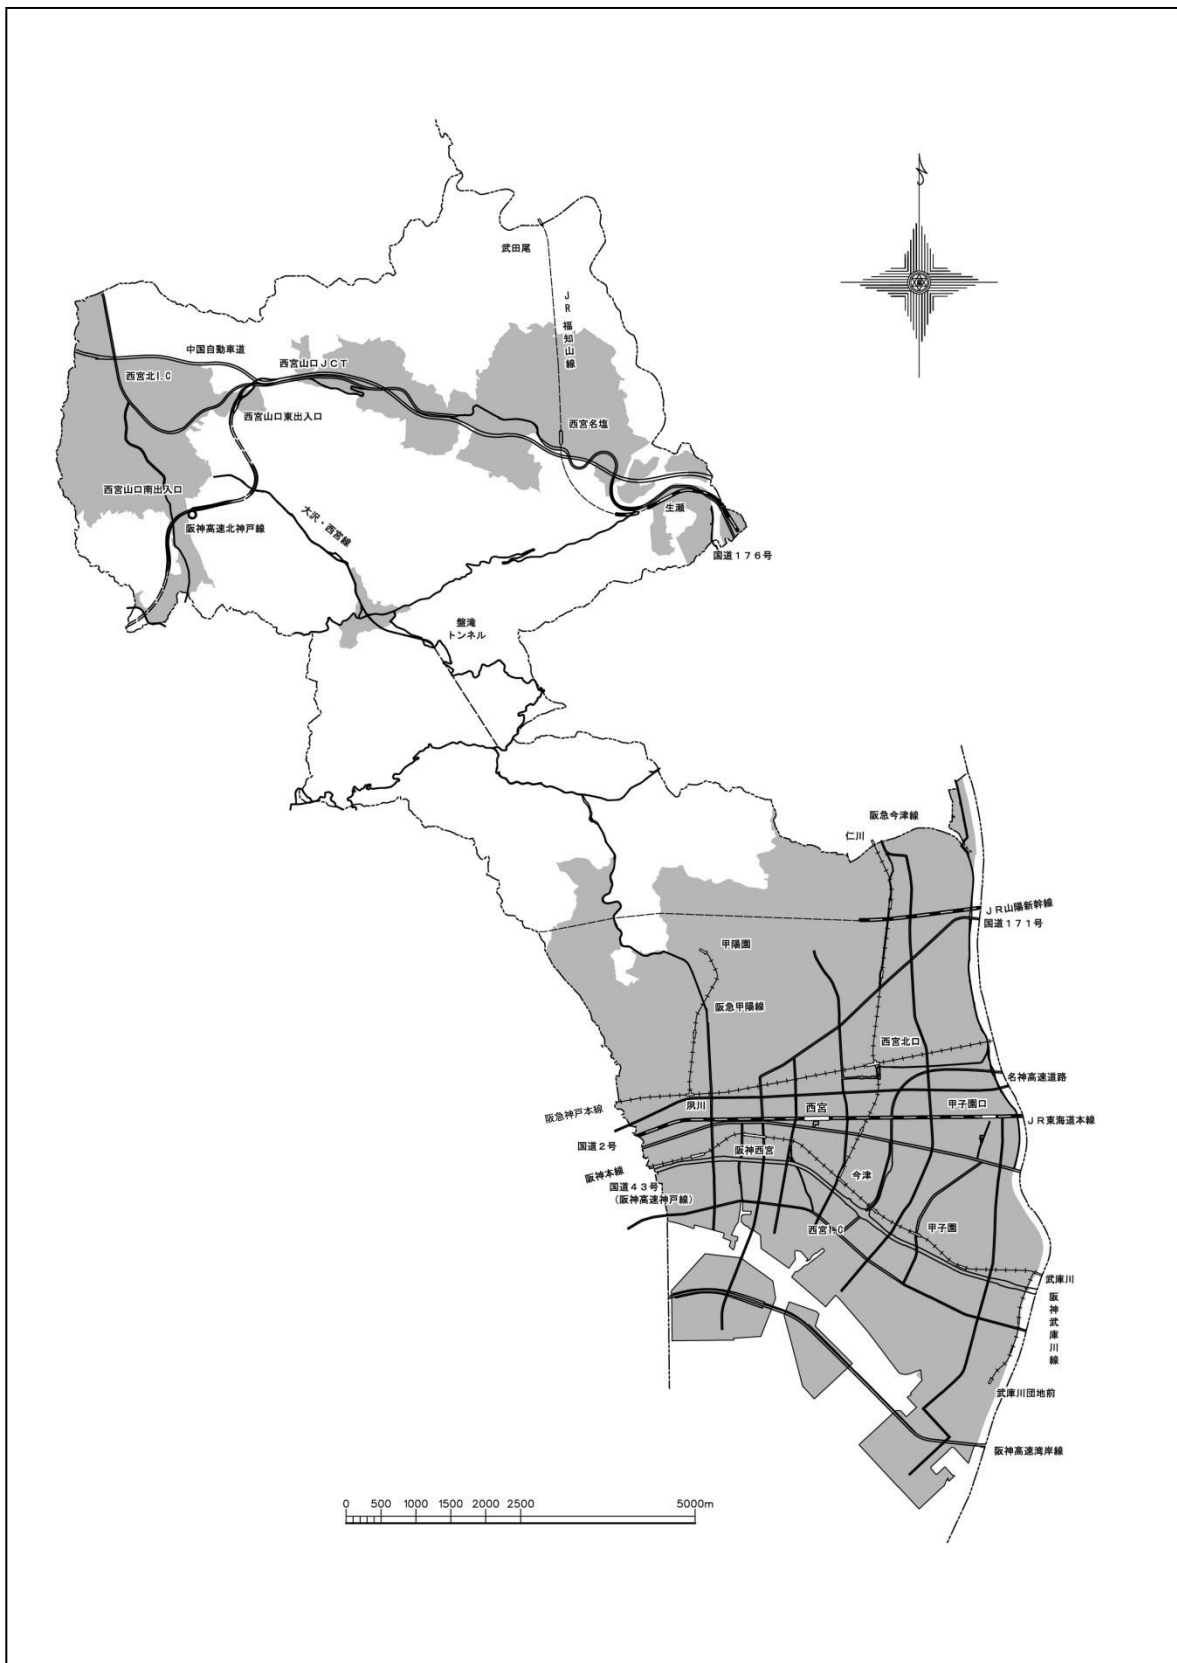 N
武田尾
JR福知山線
中国自動車道
西宮山口JCT
西宮北I.C
西宮山口東出入口
西宮名塩
西宮山口南出入口
生瀬
阪神高速北神戸線
大沢・西宮線
国道176号
盤滝
トンネル
阪急今津線
仁川
JR山陽新幹線
国道171号
甲陽園
阪急甲陽線
西宮北口
名神高速道路
阪急神戸本線
夙川
西宮
甲子園口
JR東海道本線
国道2号
阪神西宮
阪神本線
今津
国道43号
(阪神高速神戸線)
西宮I.C
甲子園
武庫川
阪神武庫川線
武庫川団地前
阪神高速湾岸線
0 500 1000 1500 2000 2500 5000m